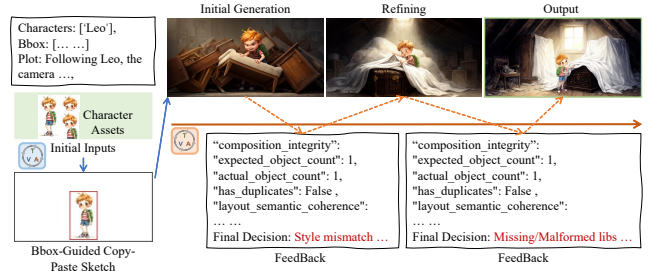 Initial Generation
Refining
Output
Characters: ['Leo'],
Bbox: [… …]
Plot: Following Leo, the
camera …,
Character
Assets
T
V A
Initial Inputs
Bbox-Guided Copy-
Paste Sketch
T
V A
“composition_integrity”:
"expected_object_count": 1,
"actual_object_count": 1,
"has_duplicates": False ,
"layout_semantic_coherence":
… …
Final Decision: Style mismatch …
FeedBack
“composition_integrity”:
"expected_object_count": 1,
"actual_object_count": 1,
"has_duplicates": False ,
"layout_semantic_coherence":
… …
Final Decision: Missing/Malformed libs …
FeedBack